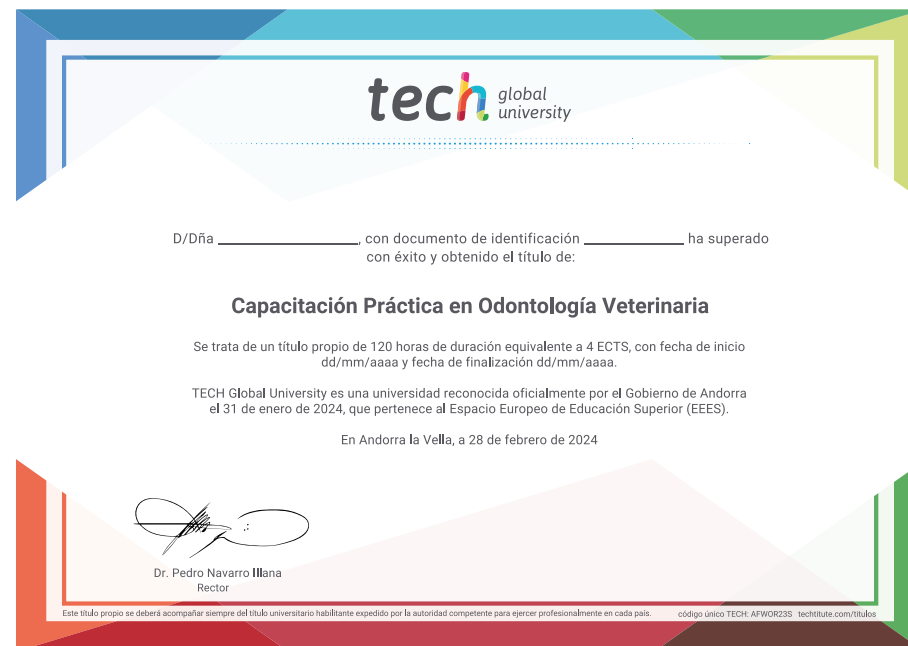 tech global university
D/Dña ______________, con documento de identificación __________ ha superado
con éxito y obtenido el título de:
Capacitación Práctica en Odontología Veterinaria
Se trata de un título propio de 120 horas de duración equivalente a 4 ECTS, con fecha de inicio
dd/mm/aaaa y fecha de finalización dd/mm/aaaa.
TECH Global University es una universidad reconocida oficialmente por el Gobierno de Andorra
el 31 de enero de 2024, que pertenece al Espacio Europeo de Educación Superior (EEES).
En Andorra la Vella, a 28 de febrero de 2024
Dr. Pedro Navarro Illana
Rector
Este título propio se deberá acompañar siempre del título universitario habilitante expedido por la autoridad competente para ejercer profesionalmente en cada país. código único TECH: AFWOR23S techtitute.com/titulos